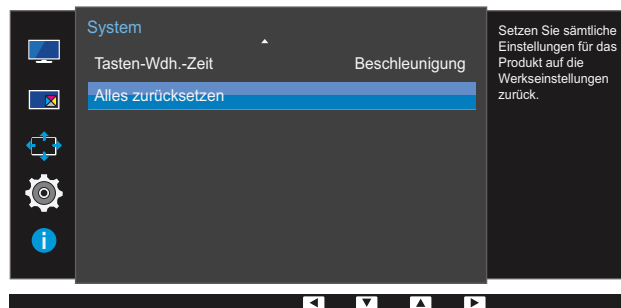 System
Tasten-Wdh.-Zeit Beschleunigung
Alles zurücksetzen
Setzen Sie sämtliche
Einstellungen für das
Produkt auf die
Werkseinstellungen
zurück.